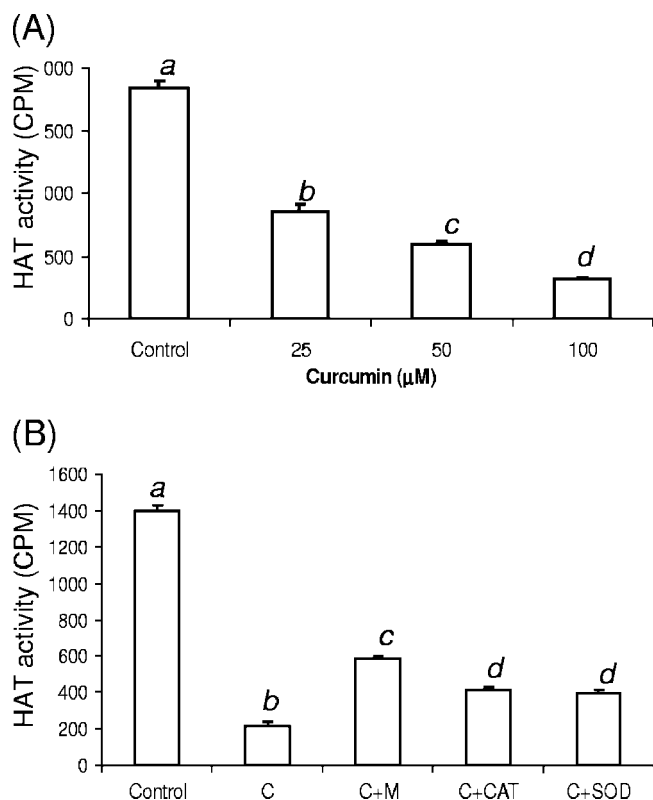 (A)
HAT activity (CPM)
000
500
000
500
0
a
b
c
d
Control 25 50 100
Curcumin (μM)
(B)
HAT activity (CPM)
1600
1400
1200
1000
800
600
400
200
0
a
b
c
d
d
Control C C+M C+CAT C+SOD